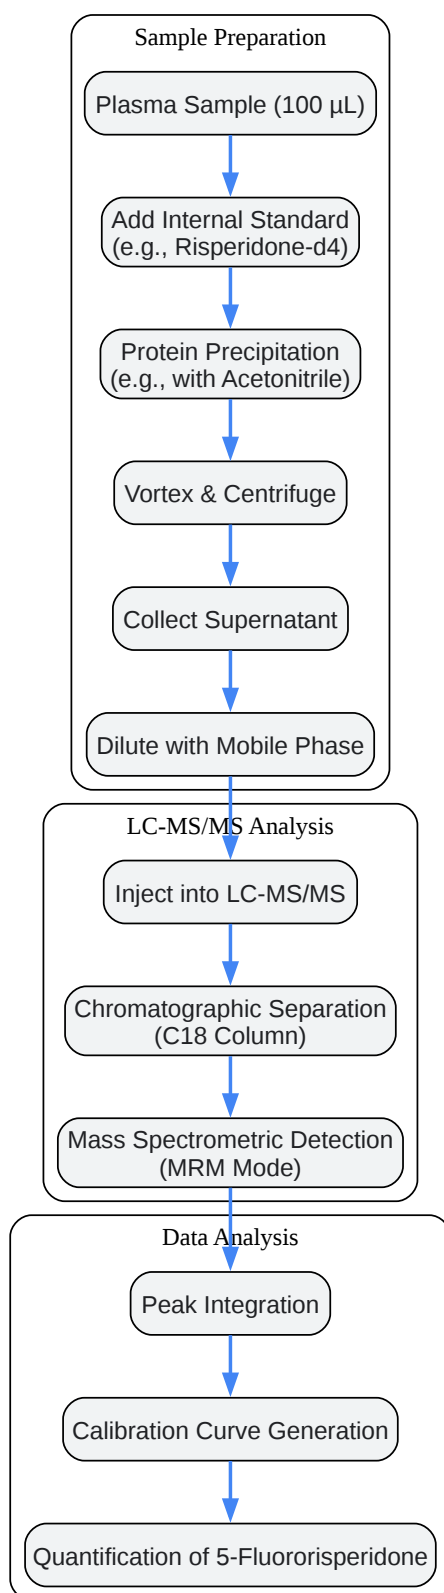 Sample Preparation
Plasma Sample (100 µL)
Add Internal Standard
(e.g., Risperidone-d4)
Protein Precipitation
(e.g., with Acetonitrile)
Vortex & Centrifuge
Collect Supernatant
Dilute with Mobile Phase
LC-MS/MS Analysis
Inject into LC-MS/MS
Chromatographic Separation
(C18 Column)
Mass Spectrometric Detection
(MRM Mode)
Data Analysis
Peak Integration
Calibration Curve Generation
Quantification of 5-Fluororisperidone